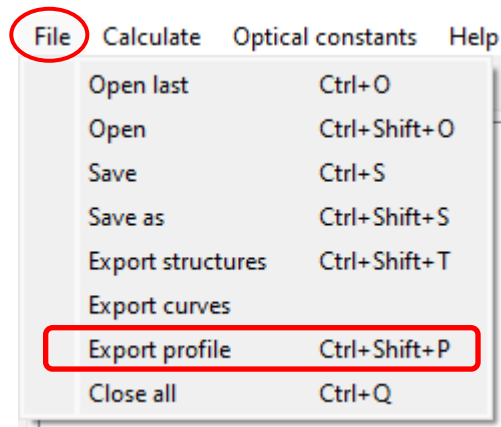 File Calculate Optical constants Help
Open last Ctrl+O
Open Ctrl+Shift+O
Save Ctrl+S
Save as Ctrl+Shift+S
Export structures Ctrl+Shift+T
Export curves
Export profile Ctrl+Shift+P
Close all Ctrl+Q